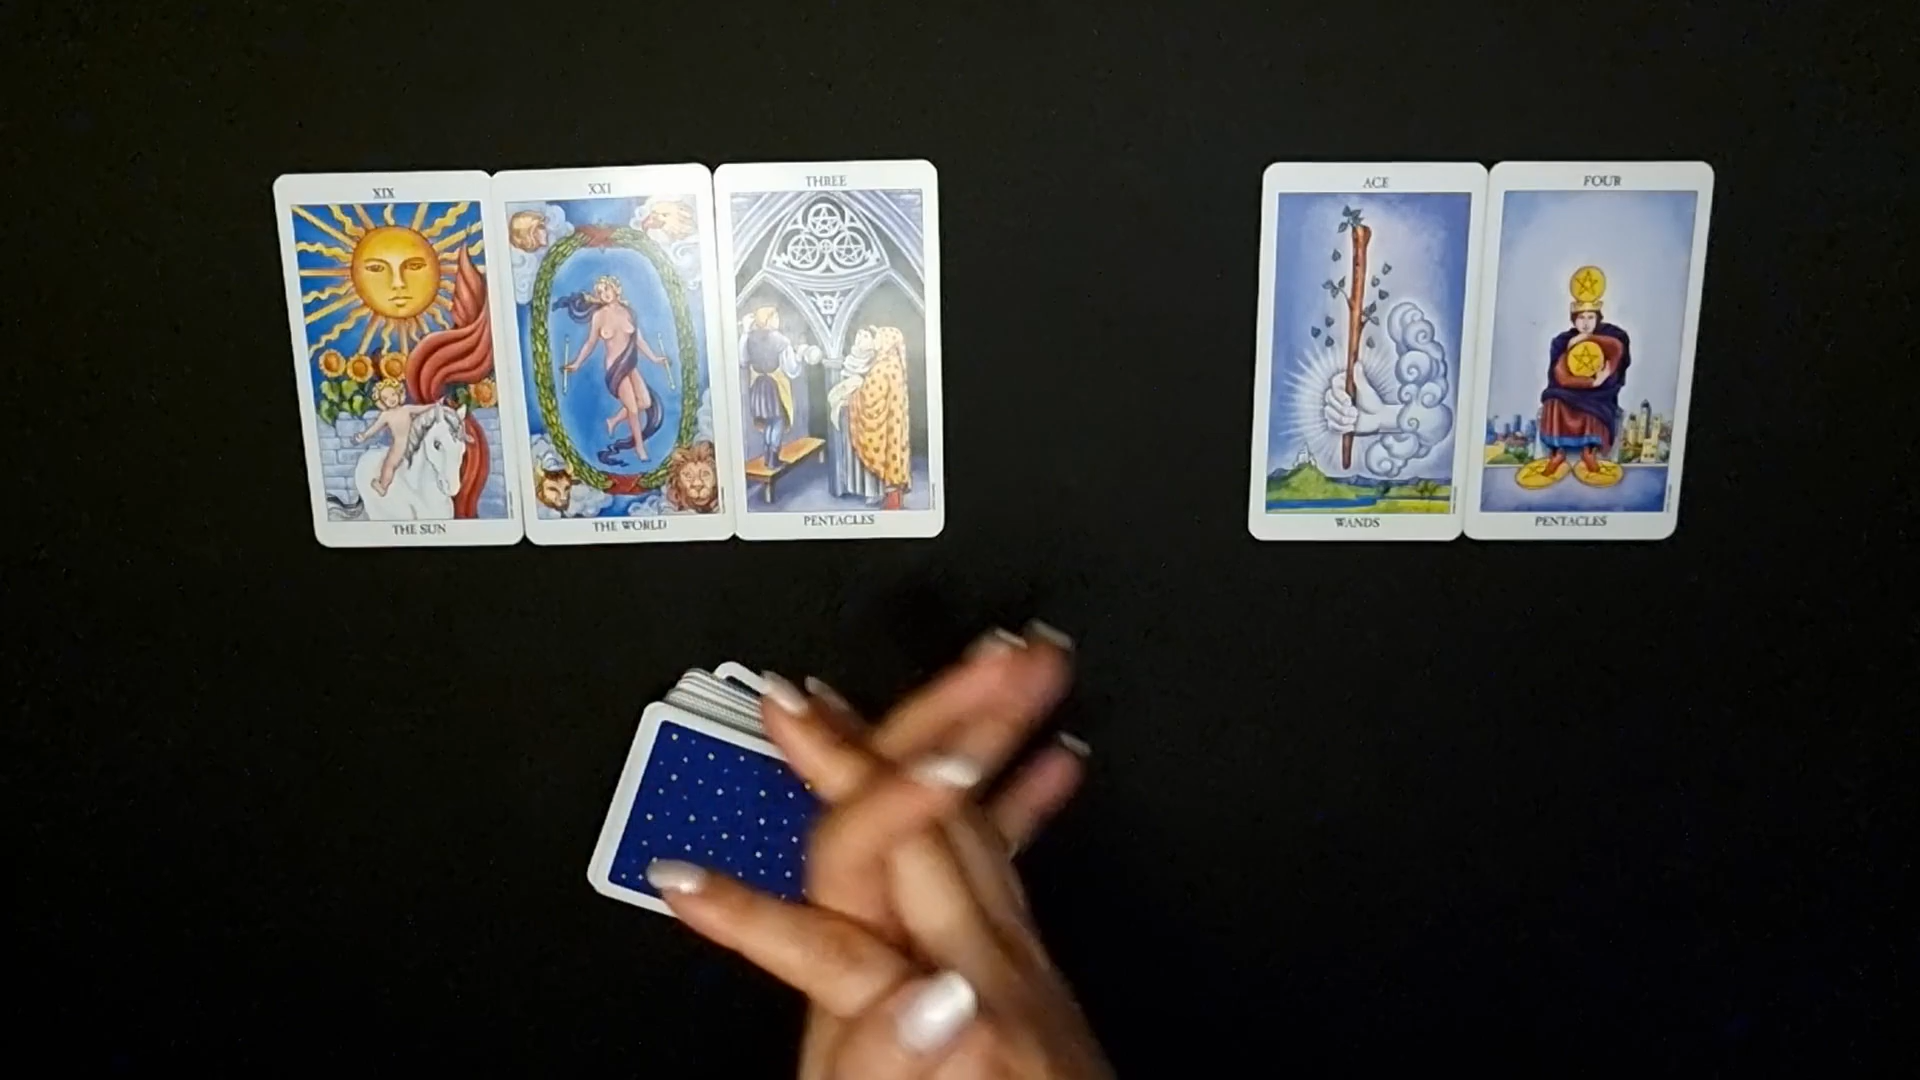 XIX
THE SUN
XXI
THE WORLD
THREE
PENTACLES
ACE
WANDS
FOUR
PENTACLES